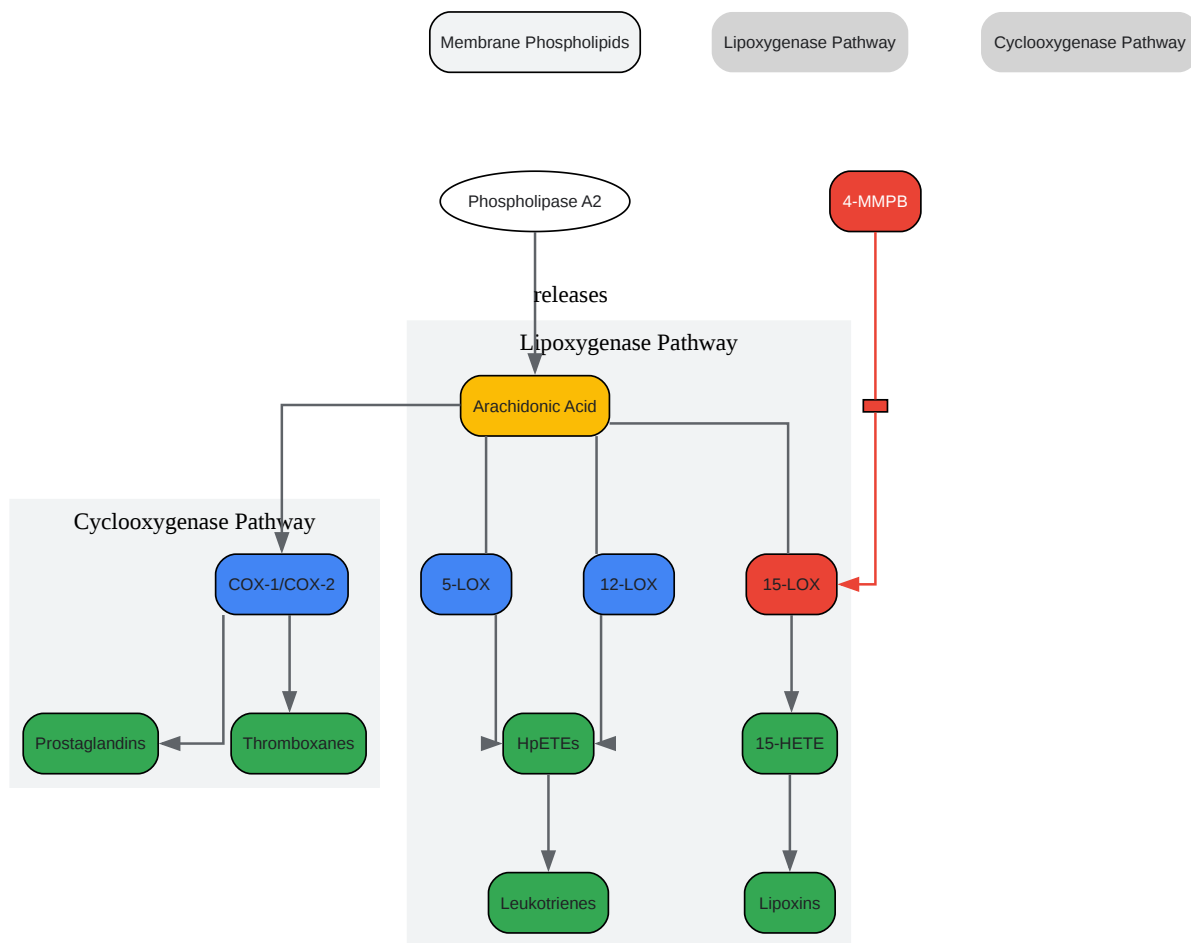 Membrane Phospholipids
Lipoxygenase Pathway
Cyclooxygenase Pathway
Phospholipase A2
4-MMPB
releases
Lipoxygenase Pathway
Arachidonic Acid
Cyclooxygenase Pathway
COX-1/COX-2
5-LOX
12-LOX
15-LOX
Prostaglandins
Thromboxanes
HpETEs
15-HETE
Leukotrienes
Lipoxins